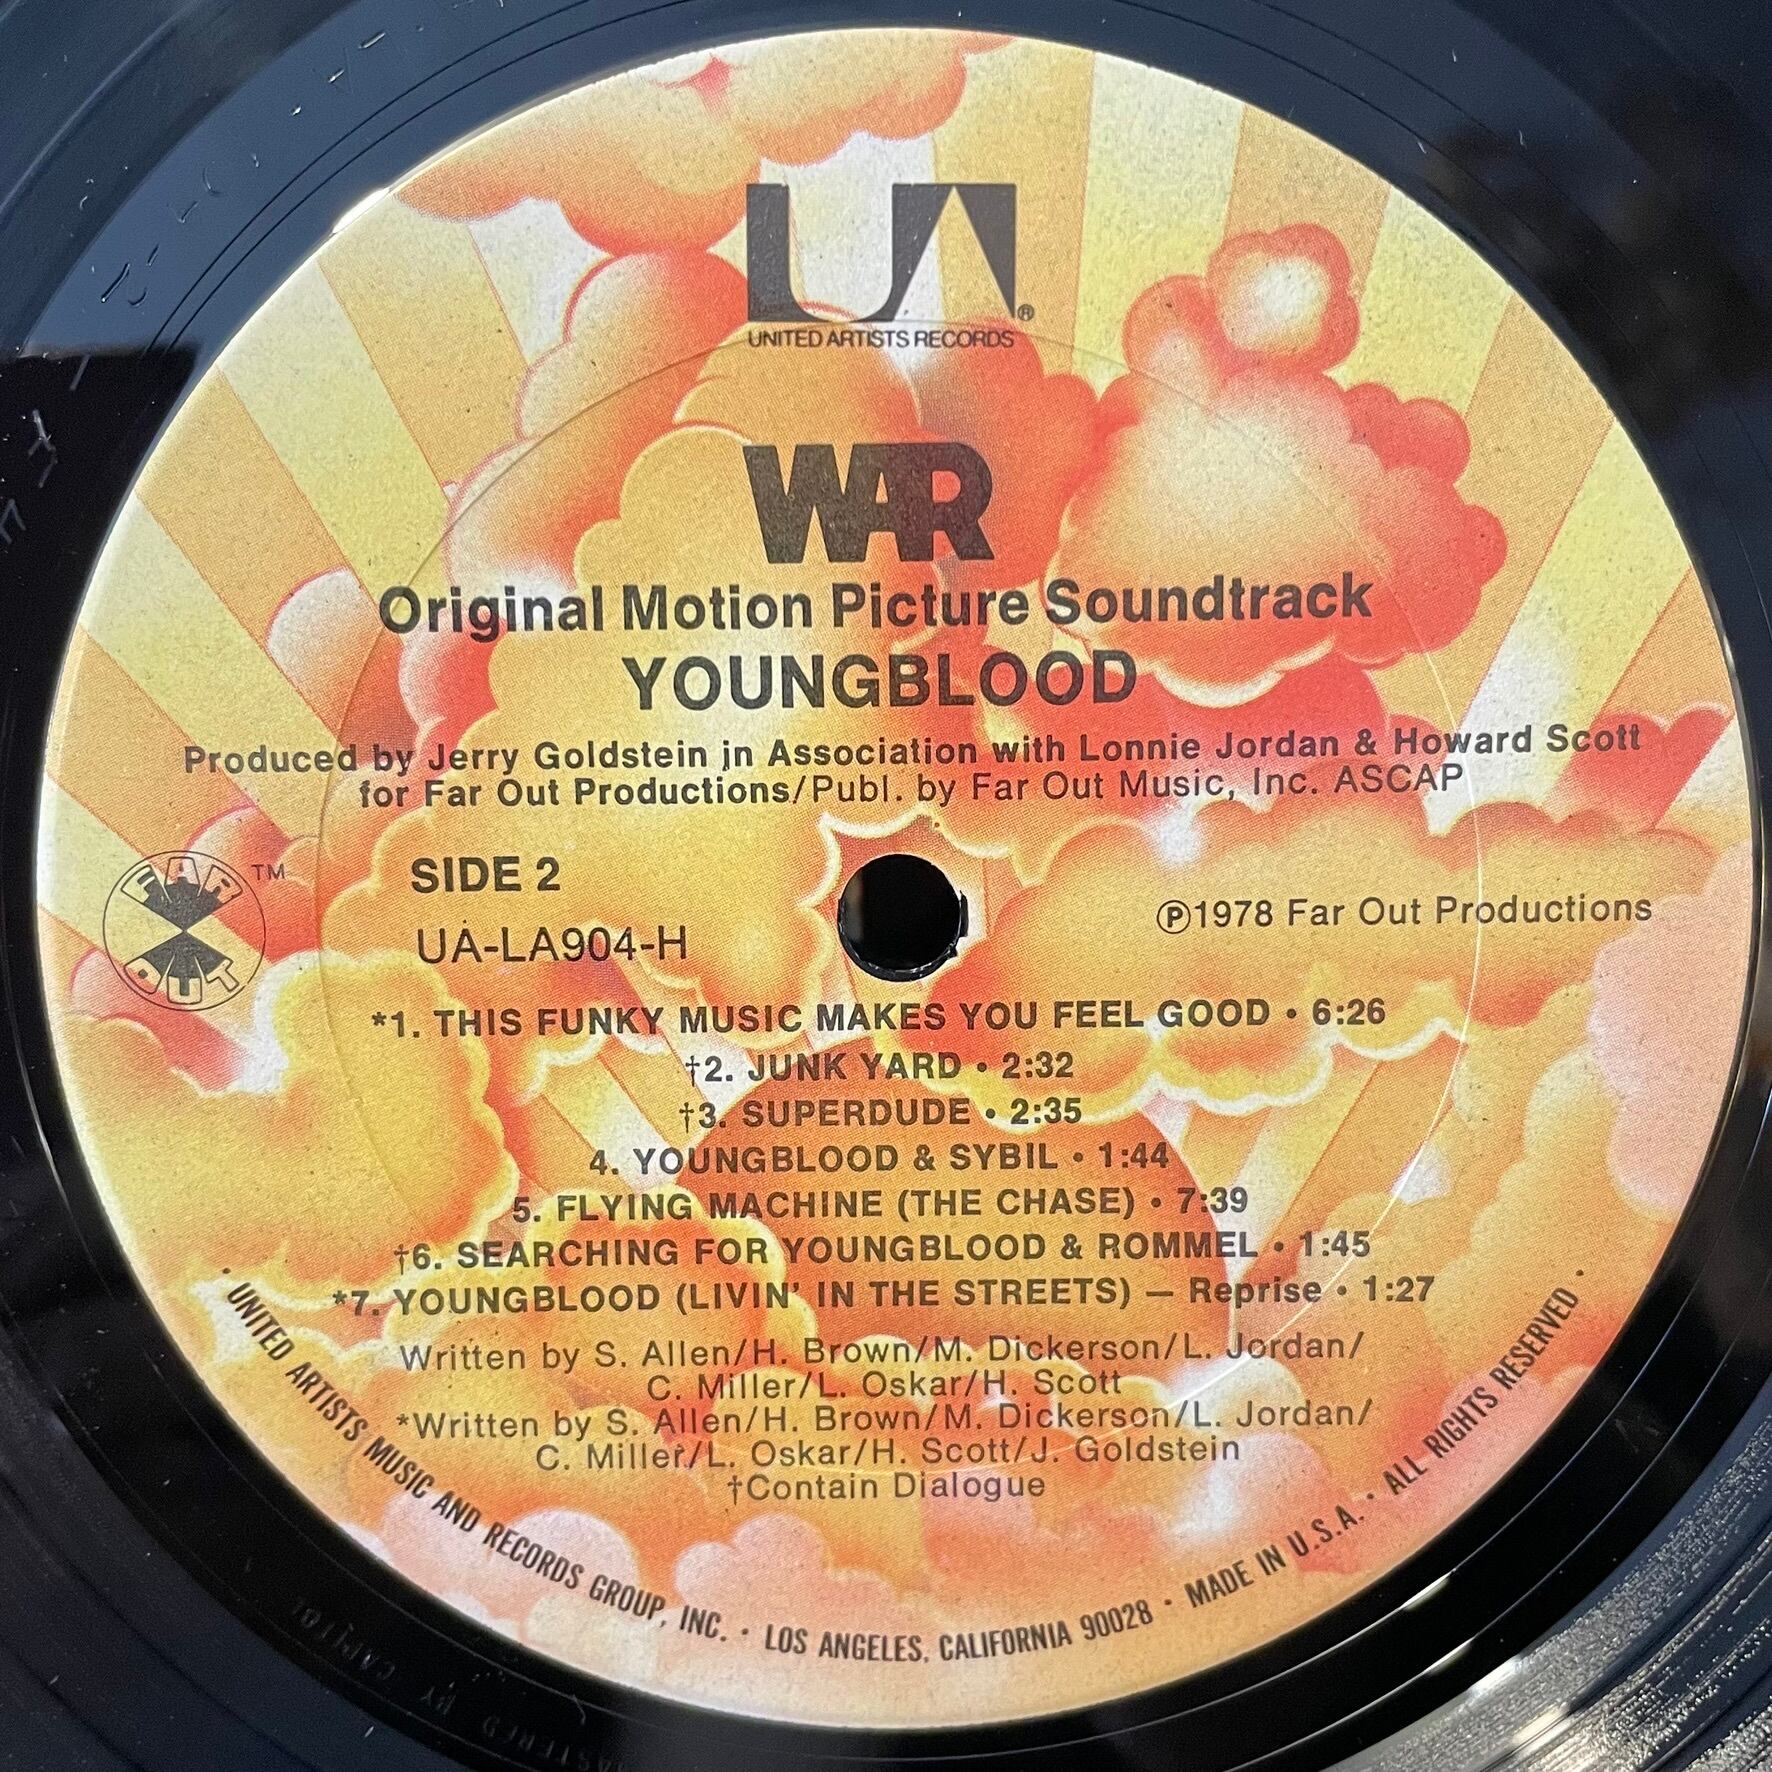 UA®
UNITED ARTISTS RECORDS
WAR
Original Motion Picture Soundtrack
YOUNGBLOOD
Produced by Jerry Goldstein in Association with Lonnie Jordan & Howard Scott
for Far Out Productions/Publ. by Far Out Music, Inc. ASCAP
FAR OUT ™
SIDE 2
UA-LA904-H
℗1978 Far Out Productions
*1. THIS FUNKY MUSIC MAKES YOU FEEL GOOD • 6:26
†2. JUNK YARD • 2:32
†3. SUPERDUDE • 2:35
4. YOUNGBLOOD & SYBIL • 1:44
5. FLYING MACHINE (THE CHASE) • 7:39
†6. SEARCHING FOR YOUNGBLOOD & ROMMEL • 1:45
*7. YOUNGBLOOD (LIVIN' IN THE STREETS) — Reprise • 1:27
Written by S. Allen/H. Brown/M. Dickerson/L. Jordan/
C. Miller/L. Oskar/H. Scott
*Written by S. Allen/H. Brown/M. Dickerson/L. Jordan/
C. Miller/L. Oskar/H. Scott/J. Goldstein
†Contain Dialogue
• UNITED ARTISTS MUSIC AND RECORDS GROUP, INC. • LOS ANGELES, CALIFORNIA 90028 • MADE IN U.S.A. • ALL RIGHTS RESERVED •
MASTERED BY CAPITOL